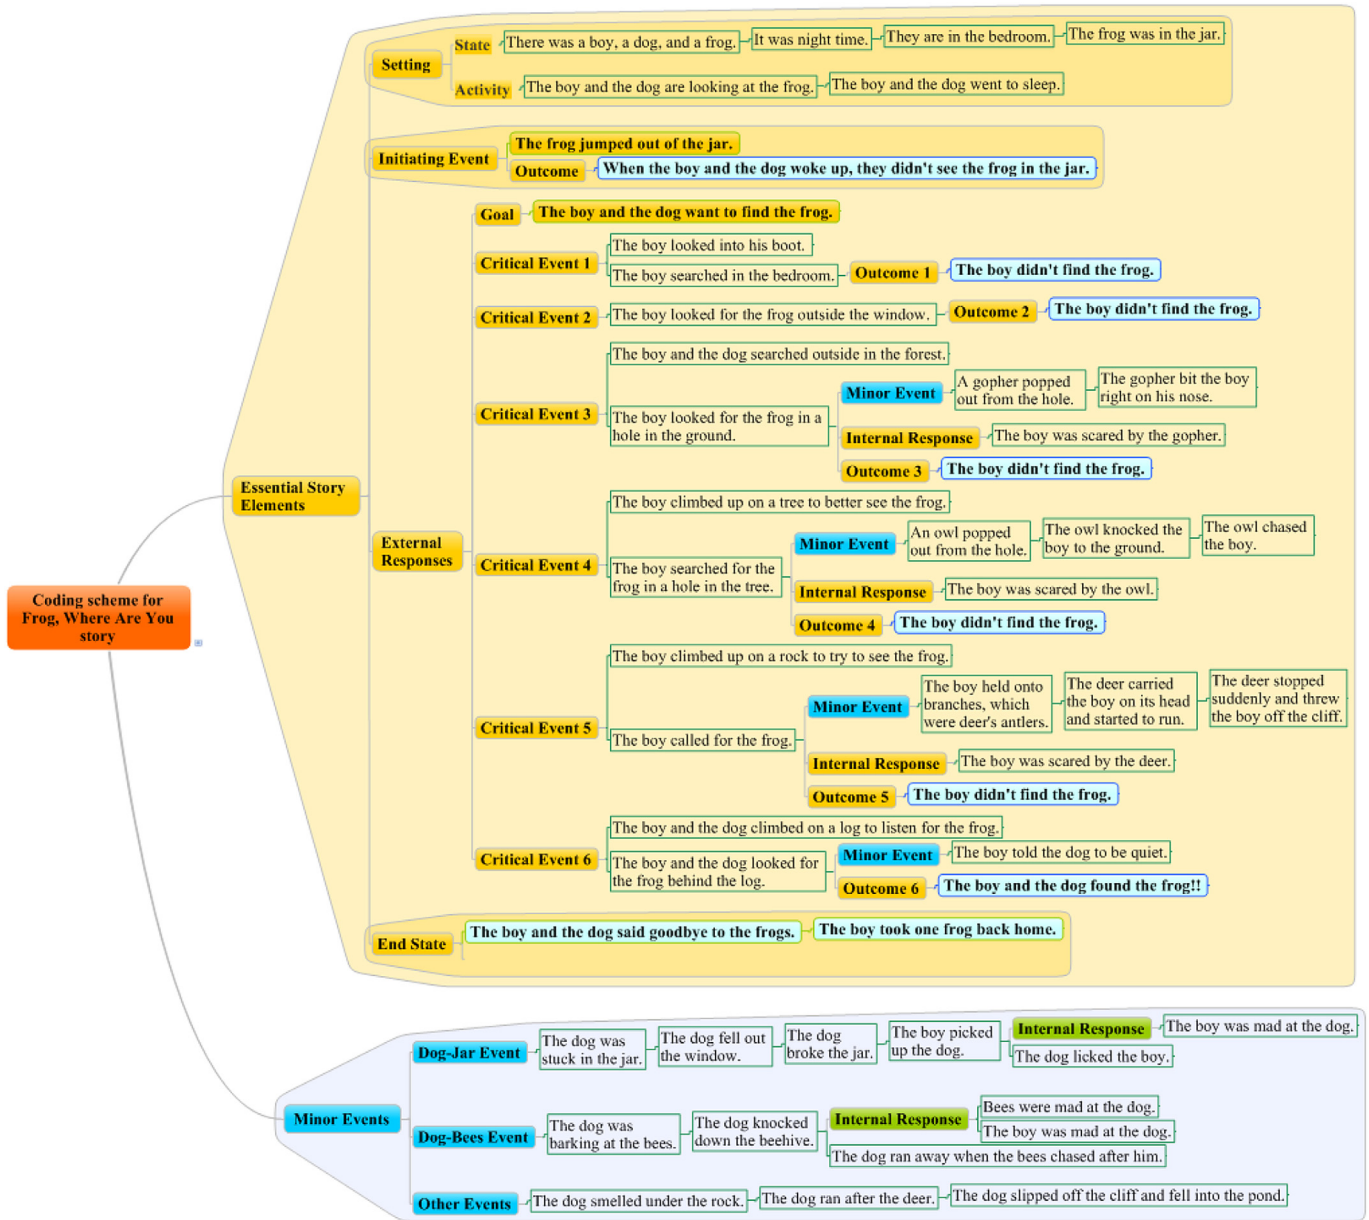 State
There was a boy, a dog, and a frog.
It was night time.
They are in the bedroom.
The frog was in the jar.
Setting
Activity
The boy and the dog are looking at the frog.
The boy and the dog went to sleep.
Initiating Event
The frog jumped out of the jar.
Outcome
When the boy and the dog woke up, they didn't see the frog in the jar.
Goal
The boy and the dog want to find the frog.
Critical Event 1
The boy looked into his boot.
The boy searched in the bedroom.
Outcome 1
The boy didn't find the frog.
Critical Event 2
The boy looked for the frog outside the window.
Outcome 2
The boy didn't find the frog.
Critical Event 3
The boy and the dog searched outside in the forest.
The boy looked for the frog in a
hole in the ground.
Minor Event
A gopher popped
out from the hole.
The gopher bit the boy
right on his nose.
Internal Response
The boy was scared by the gopher.
Outcome 3
The boy didn't find the frog.
Essential Story
Elements
External
Responses
Critical Event 4
The boy climbed up on a tree to better see the frog.
The boy searched for the
frog in a hole in the tree.
Minor Event
An owl popped
out from the hole.
The owl knocked the
boy to the ground.
The owl chased
the boy.
Internal Response
The boy was scared by the owl.
Outcome 4
The boy didn't find the frog.
Coding scheme for
Frog, Where Are You
story
Critical Event 5
The boy climbed up on a rock to try to see the frog.
The boy called for the frog.
Minor Event
The boy held onto
branches, which
were deer's antlers.
The deer carried
the boy on its head
and started to run.
The deer stopped
suddenly and threw
the boy off the cliff.
Internal Response
The boy was scared by the deer.
Outcome 5
The boy didn't find the frog.
Critical Event 6
The boy and the dog climbed on a log to listen for the frog.
The boy and the dog looked for
the frog behind the log.
Minor Event
The boy told the dog to be quiet.
Outcome 6
The boy and the dog found the frog!!
End State
The boy and the dog said goodbye to the frogs.
The boy took one frog back home.
Minor Events
Dog-Jar Event
The dog was
stuck in the jar.
The dog fell out
the window.
The dog
broke the jar.
The boy picked
up the dog.
Internal Response
The boy was mad at the dog.
The dog licked the boy.
Dog-Bees Event
The dog was
barking at the bees.
The dog knocked
down the beehive.
Internal Response
Bees were mad at the dog.
The boy was mad at the dog.
The dog ran away when the bees chased after him.
Other Events
The dog smelled under the rock.
The dog ran after the deer.
The dog slipped off the cliff and fell into the pond.